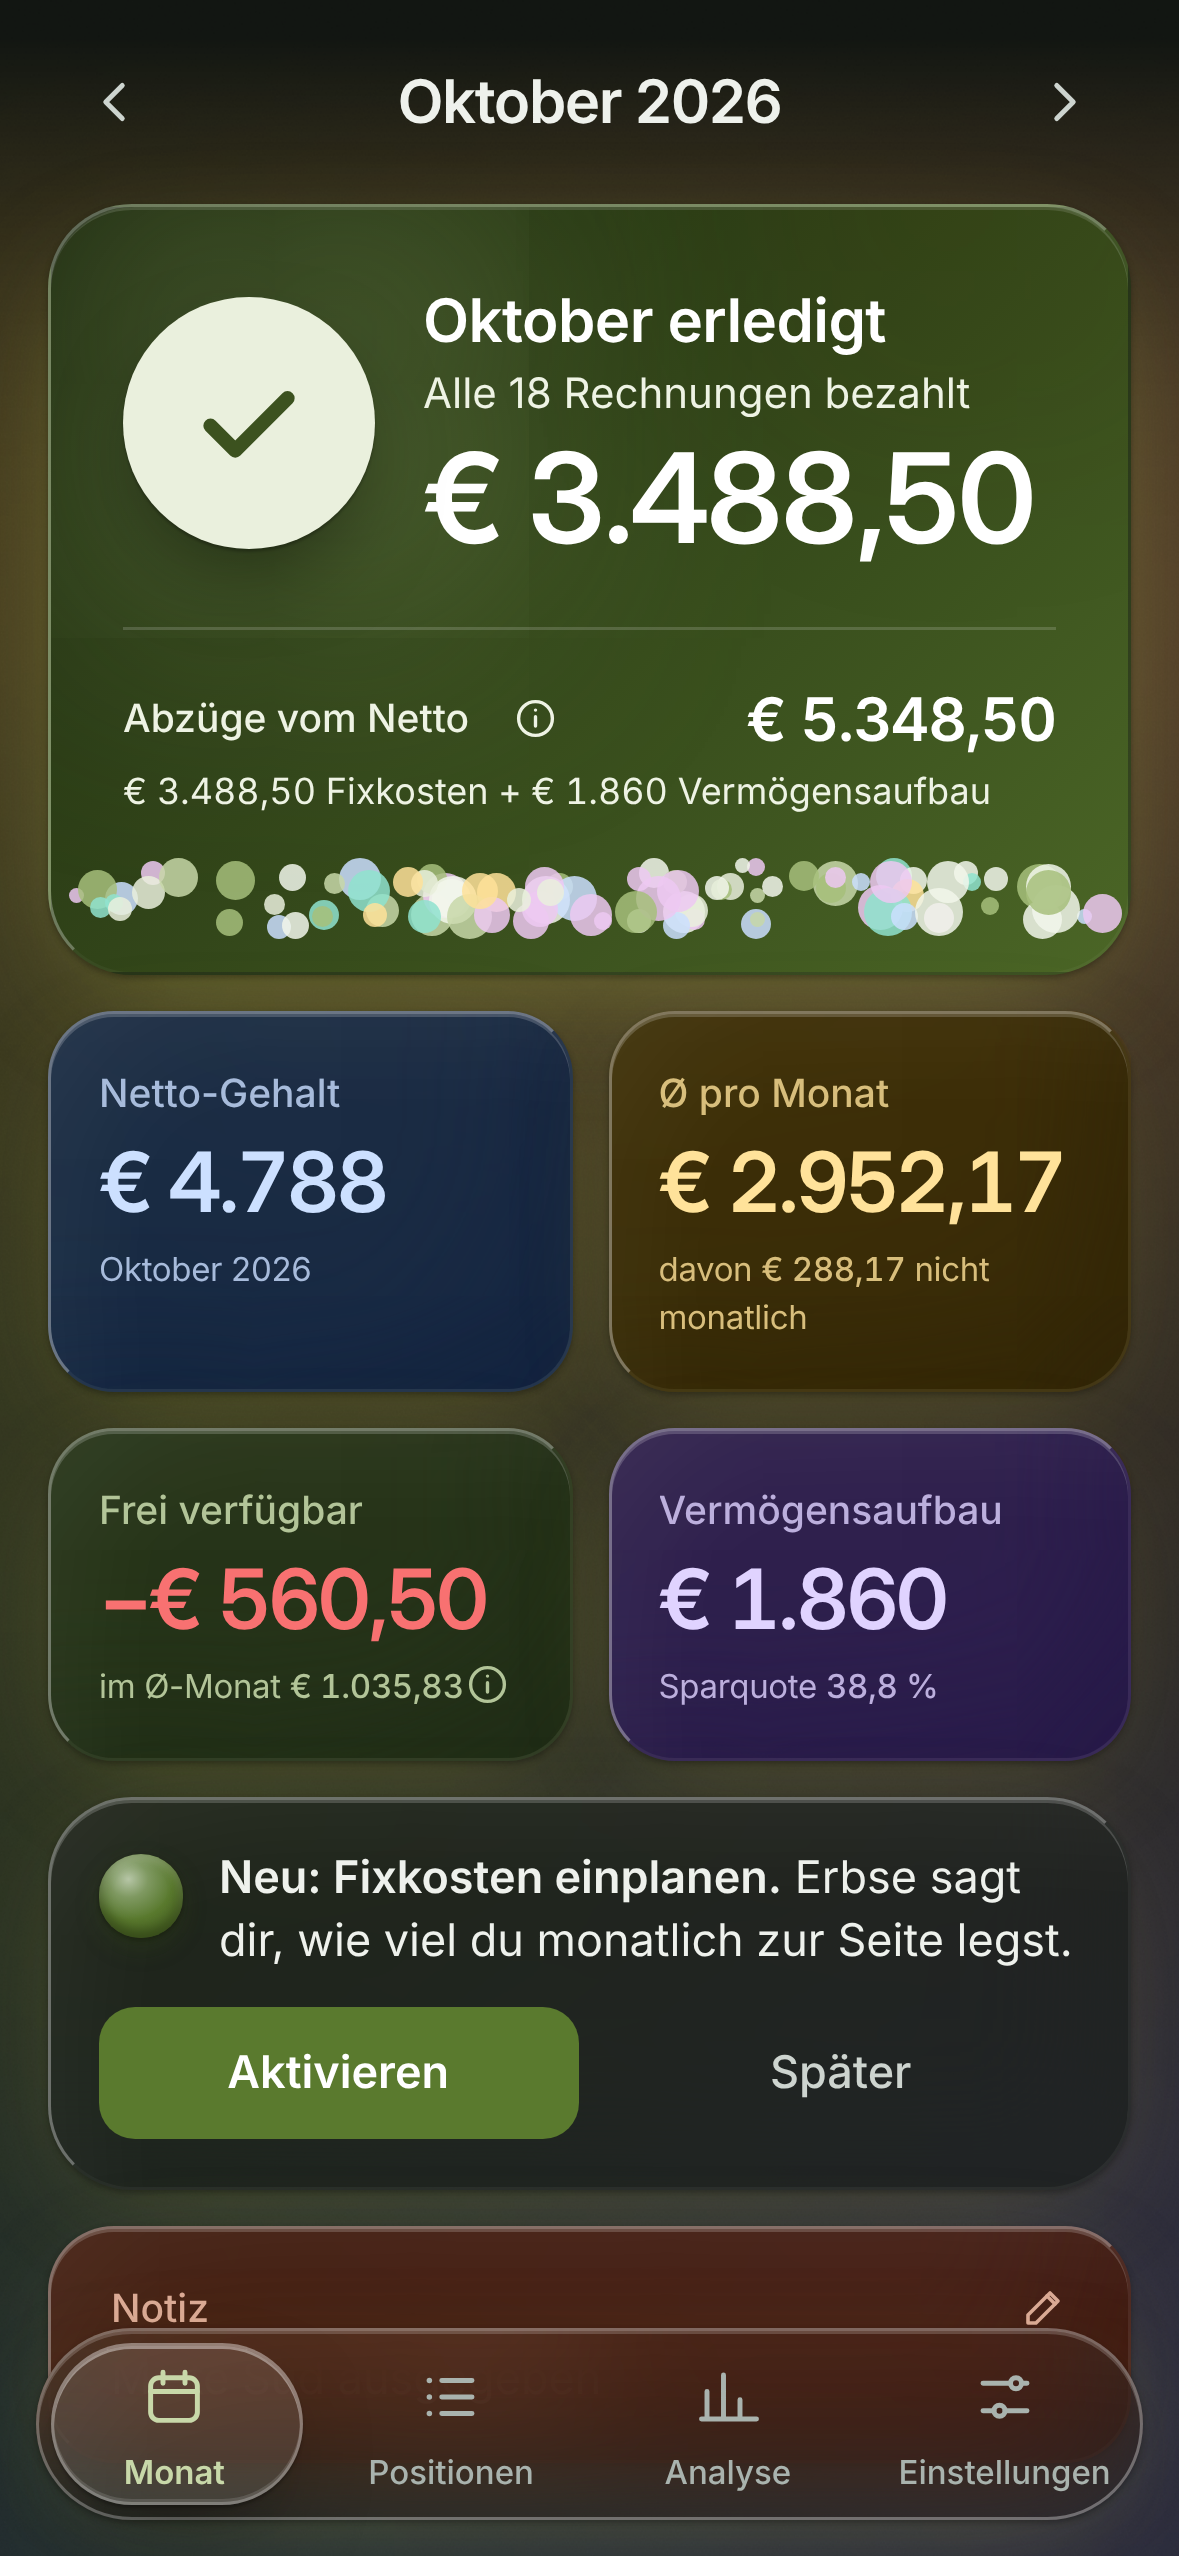 Oktober 2026
Oktober erledigt
Alle 18 Rechnungen bezahlt
€ 3.488,50
Abzüge vom Netto
€ 5.348,50
€ 3.488,50 Fixkosten + € 1.860 Vermögensaufbau
Netto-Gehalt
€ 4.788
Oktober 2026
Ø pro Monat
€ 2.952,17
davon € 288,17 nicht
monatlich
Frei verfügbar
–€ 560,50
im Ø-Monat € 1.035,83
Vermögensaufbau
€ 1.860
Sparquote 38,8 %
Neu: Fixkosten einplanen. Erbse sagt
dir, wie viel du monatlich zur Seite legst.
Aktivieren
Später
Notiz
Monat
Positionen
Analyse
Einstellungen